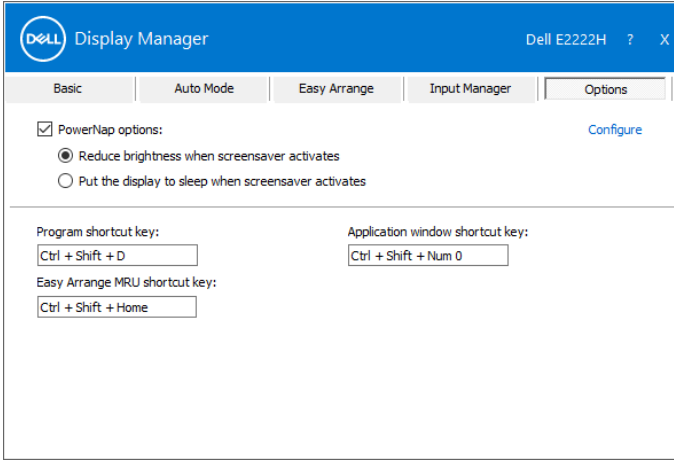 DELL Display Manager Dell E2222H ? X
Basic Auto Mode Easy Arrange Input Manager Options
PowerNap options: Configure
Reduce brightness when screensaver activates
Put the display to sleep when screensaver activates
Program shortcut key: Application window shortcut key:
Ctrl + Shift + D Ctrl + Shift + Num 0
Easy Arrange MRU shortcut key:
Ctrl + Shift + Home